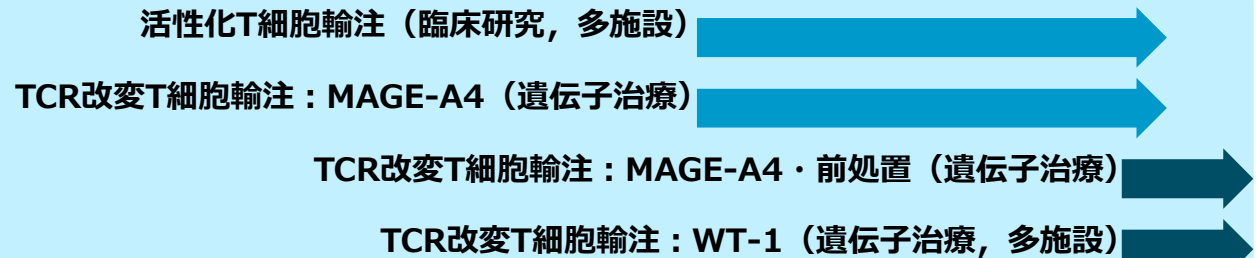 活性化T細胞輸注（臨床研究，多施設）
TCR改変T細胞輸注：MAGE-A4（遺伝子治療）
TCR改変T細胞輸注：MAGE-A4・前処置（遺伝子治療）
TCR改変T細胞輸注：WT-1（遺伝子治療，多施設）